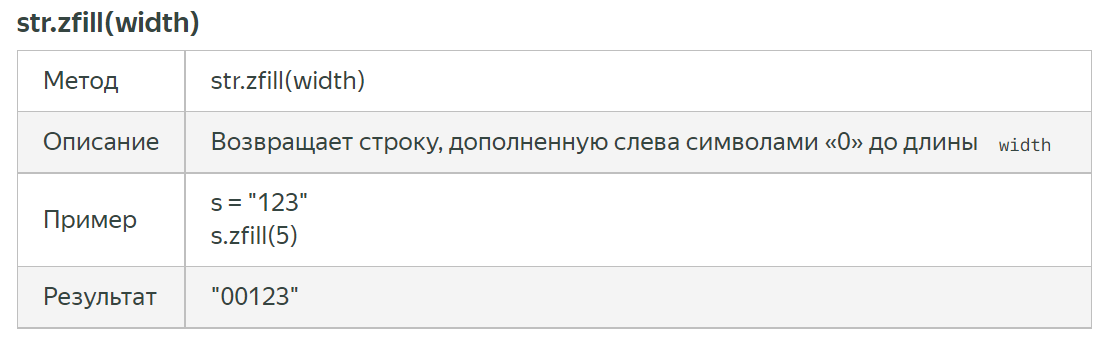 str.zfill(width)
Метод str.zfill(width)
Описание Возвращает строку, дополненную слева символами «0» до длины width
Пример s = "123"
s.zfill(5)
Результат "00123"